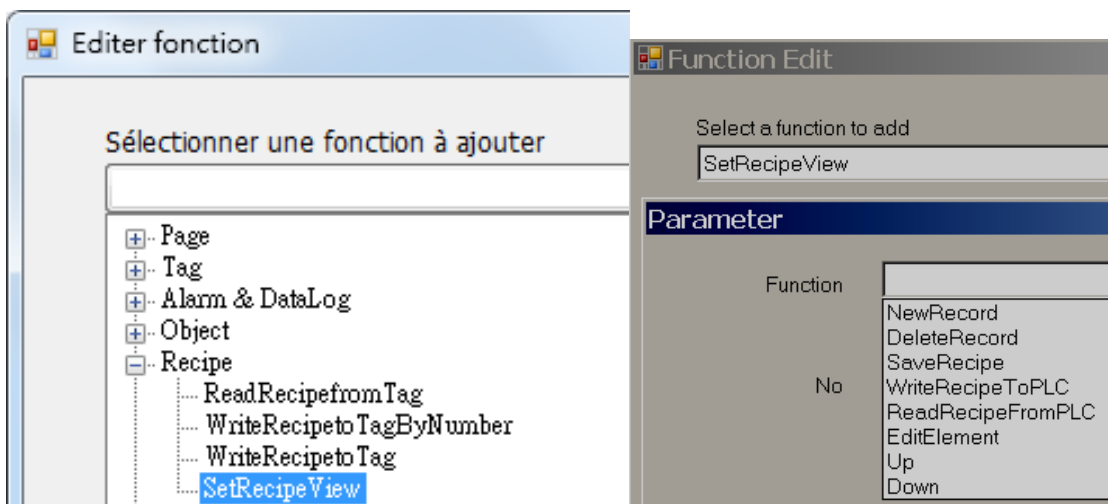 Editer fonction
Sélectionner une fonction à ajouter
Page
Tag
Alarm & DataLog
Object
Recipe
ReadRecipefromTag
WriteRecipetoTagByNumber
WriteRecipetoTag
SetRecipeView
Function Edit
Select a function to add
SetRecipeView
Parameter
Function
NewRecord
DeleteRecord
SaveRecipe
No
WriteRecipeToPLC
ReadRecipeFromPLC
EditElement
Up
Down